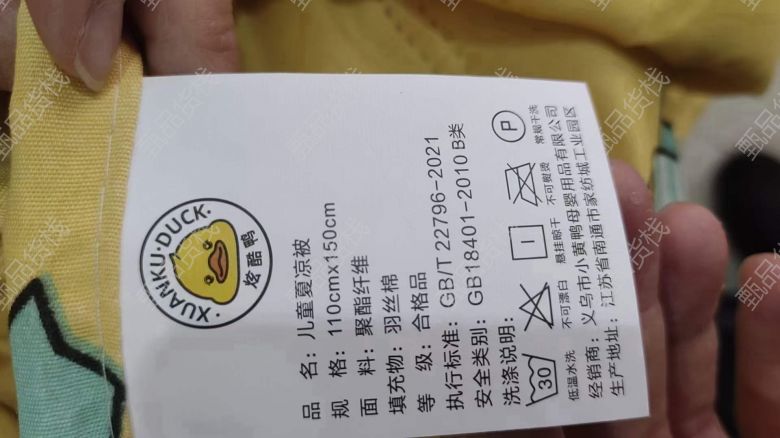 XUANKU·DUCK·
炫酷鸭
品 名：儿童夏凉被
规 格：110cmx150cm
面 料：聚酯纤维
填充物：羽丝棉
等 级：合格品
执行标准：GB/T 22796-2021
安全类别：GB18401-2010 B类
洗涤说明：
30
P
低温水洗 不可漂白 悬挂晾干 不可熨烫 常规干洗
经销商：义乌市小黄鸭母婴用品有限公司
生产地址：江苏省南通市家纺城工业园区
甄品货栈